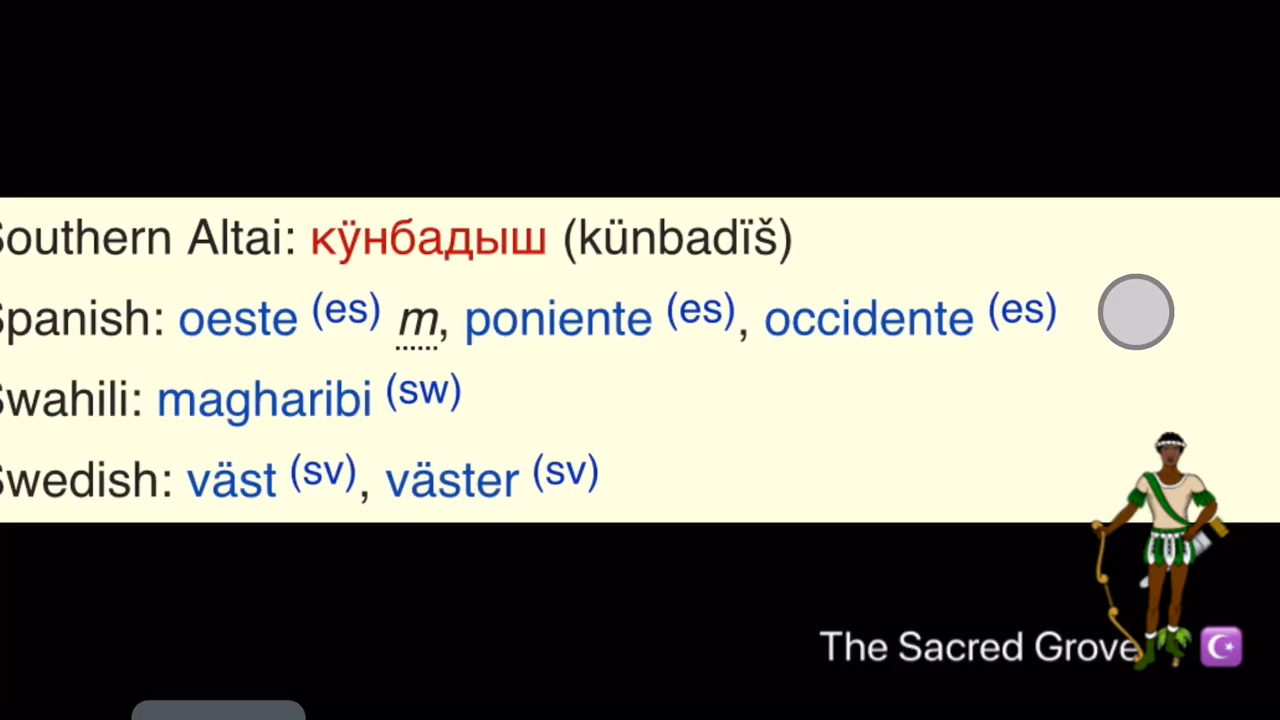 Southern Altai: кӱнбадыш (künbadïš)
Spanish: oeste (es) m, poniente (es), occidente (es)
Swahili: magharibi (sw)
Swedish: väst (sv), väster (sv)
The Sacred Grove